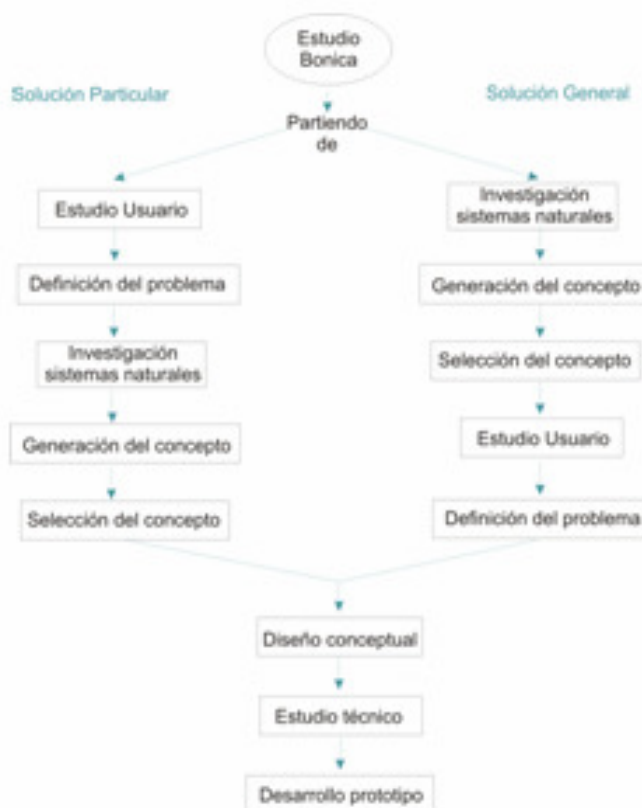 Estudio
Bonica
Solución Particular
Solución General
Partiendo
de
Estudio Usuario
Definición del problema
Investigación
sistemas naturales
Generación del concepto
Selección del concepto
Investigación
sistemas naturales
Generación del concepto
Selección del concepto
Estudio Usuario
Definición del problema
Diseño conceptual
Estudio técnico
Desarrollo prototipo